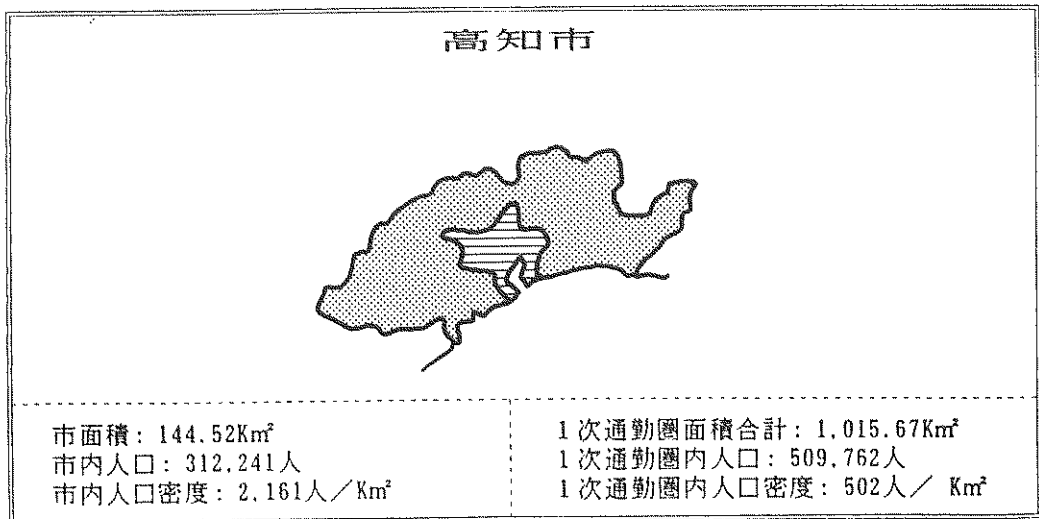 高知市
市面積：144.52Km²
市内人口：312,241人
市内人口密度：2,161人／Km²
1次通勤圏面積合計：1,015.67Km²
1次通勤圏内人口：509,762人
1次通勤圏内人口密度：502人／ Km²